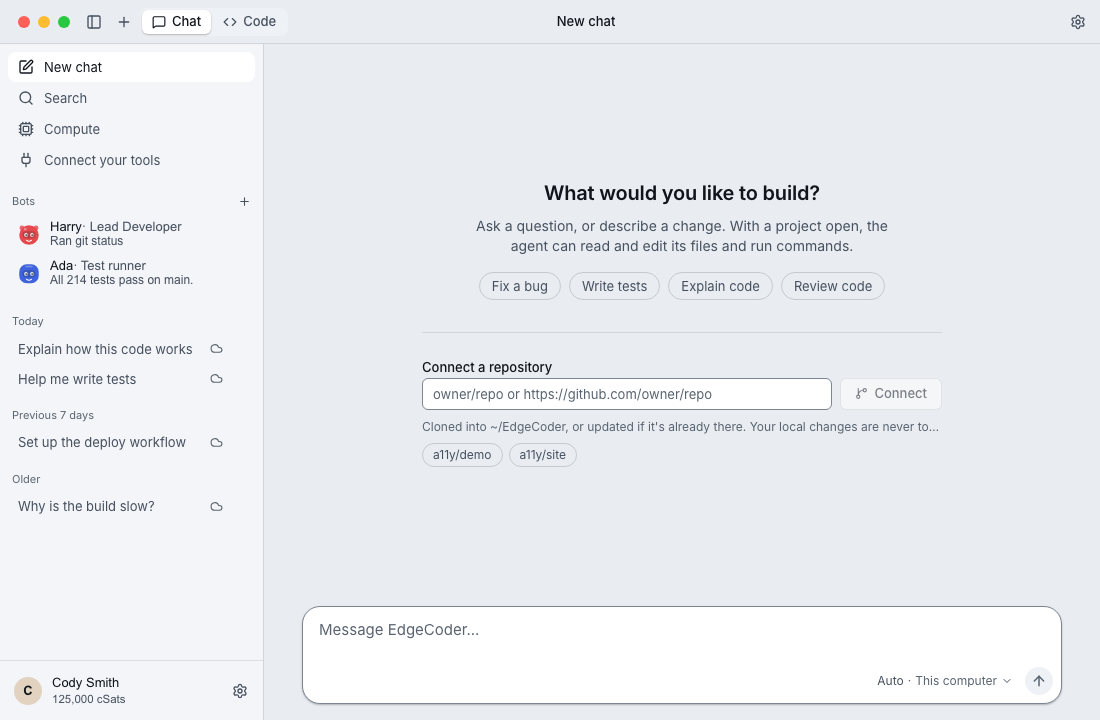 Chat
Code
New chat
New chat
Search
Compute
Connect your tools
Bots
Harry · Lead Developer
Ran git status
Ada · Test runner
All 214 tests pass on main.
Today
Explain how this code works
Help me write tests
Previous 7 days
Set up the deploy workflow
Older
Why is the build slow?
Cody Smith
125,000 cSats
C
What would you like to build?
Ask a question, or describe a change. With a project open, the
agent can read and edit its files and run commands.
Fix a bug
Write tests
Explain code
Review code
Connect a repository
owner/repo or https://github.com/owner/repo
Connect
Cloned into ~/EdgeCoder, or updated if it's already there. Your local changes are never to...
a11y/demo
a11y/site
Message EdgeCoder...
Auto · This computer